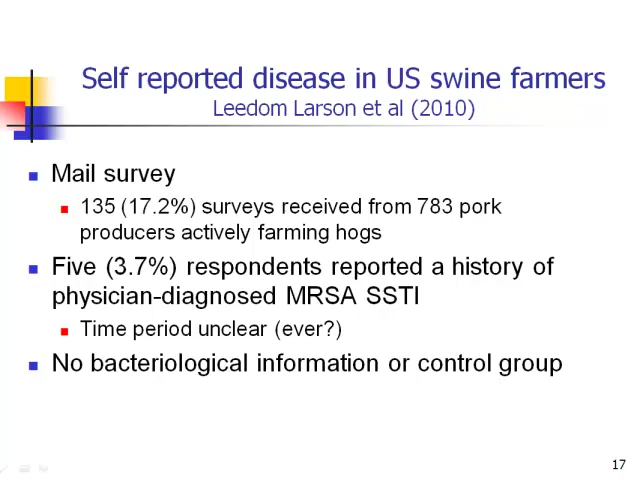 Self reported disease in US swine farmers
Leedom Larson et al (2010)
Mail survey
135 (17.2%) surveys received from 783 pork
producers actively farming hogs
Five (3.7%) respondents reported a history of
physician-diagnosed MRSA SSTI
Time period unclear (ever?)
No bacteriological information or control group
17